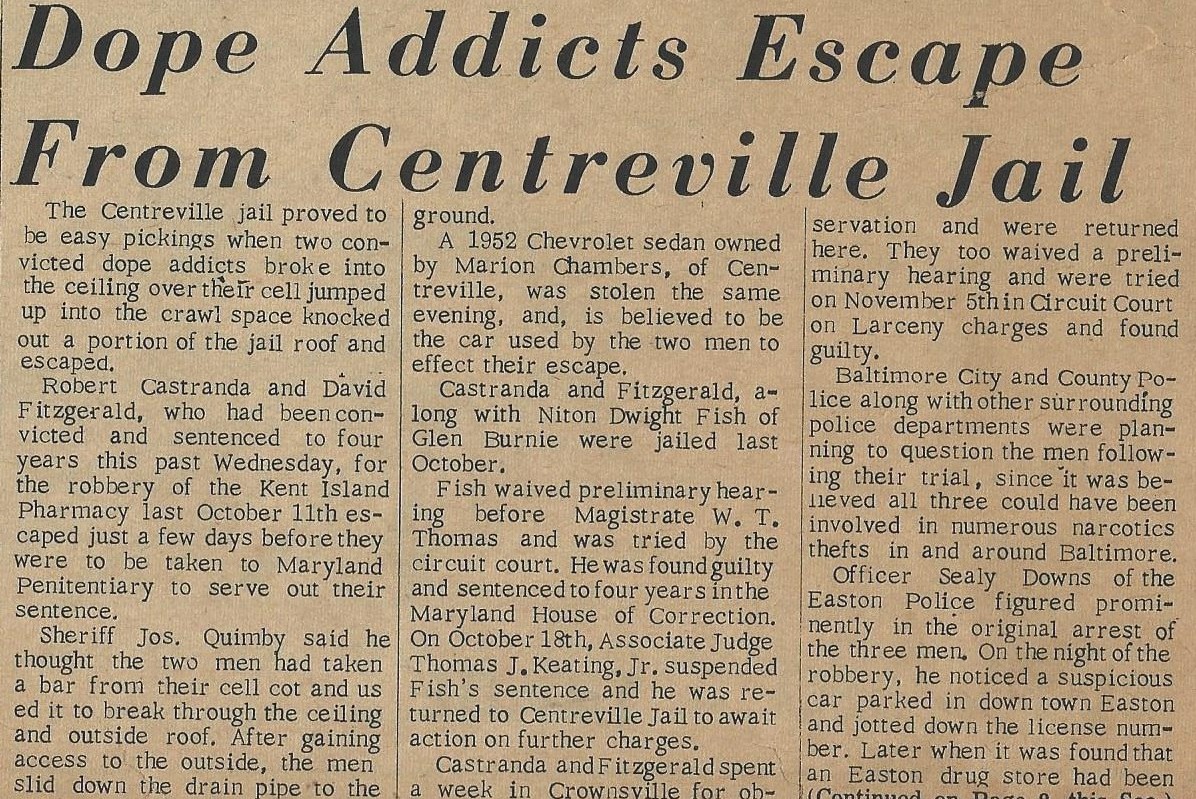 Dope Addicts Escape
From Centreville Jail
The Centreville jail proved to
be easy pickings when two con-
victed dope addicts broke into
the ceiling over their cell jumped
up into the crawl space knocked
out a portion of the jail roof and
escaped.
Robert Castranda and David
Fitzgerald, who had been con-
victed and sentenced to four
years this past Wednesday, for
the robbery of the Kent Island
Pharmacy last October 11th es-
caped just a few days before they
were to be taken to Maryland
Penitentiary to serve out their
sentence.
Sheriff Jos. Quimby said he
thought the two men had taken
a bar from their cell cot and us
ed it to break through the ceiling
and outside roof. After gaining
access to the outside, the men
slid down the drain pipe to the
ground.
A 1952 Chevrolet sedan owned
by Marion Chambers, of Cen-
treville, was stolen the same
evening, and, is believed to be
the car used by the two men to
effect their escape.
Castranda and Fitzgerald, a-
long with Niton Dwight Fish of
Glen Burnie were jailed last
October.
Fish waived preliminary hear-
ing before Magistrate W. T.
Thomas and was tried by the
circuit court. He was found guilty
and sentenced to four years in the
Maryland House of Correction.
On October 18th, Associate Judge
Thomas J. Keating, Jr. suspended
Fish's sentence and he was re-
turned to Centreville Jail to await
action on further charges.
Castranda and Fitzgerald spent
a week in Crownsville for ob-
servation and were returned
here. They too waived a preli-
minary hearing and were tried
on November 5th in Circuit Court
on Larceny charges and found
guilty.
Baltimore City and County Po-
lice along with other surrounding
police departments were plan-
ning to question the men follow-
ing their trial, since it was be-
lieved all three could have been
involved in numerous narcotics
thefts in and around Baltimore.
Officer Sealy Downs of the
Easton Police figured promi-
nently in the original arrest of
the three men. On the night of the
robbery, he noticed a suspicious
car parked in down town Easton
and jotted down the license num-
ber. Later when it was found that
an Easton drug store had been
(Continued on Page 8, this Sec.)